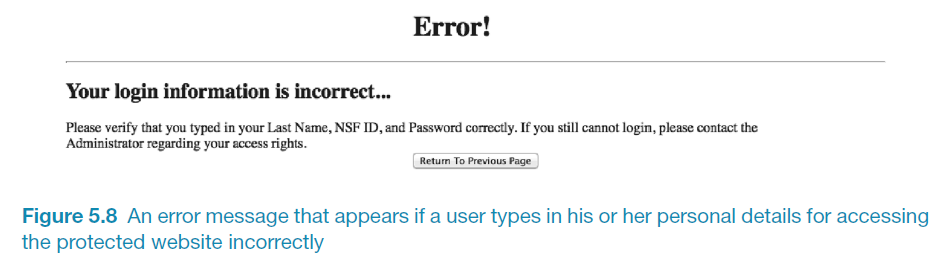 Error!
Your login information is incorrect...
Please verify that you typed in your Last Name, NSF ID, and Password correctly. If you still cannot login, please contact the
Administrator regarding your access rights.
Return To Previous Page
Figure 5.8 An error message that appears if a user types in his or her personal details for accessing
the protected website incorrectly